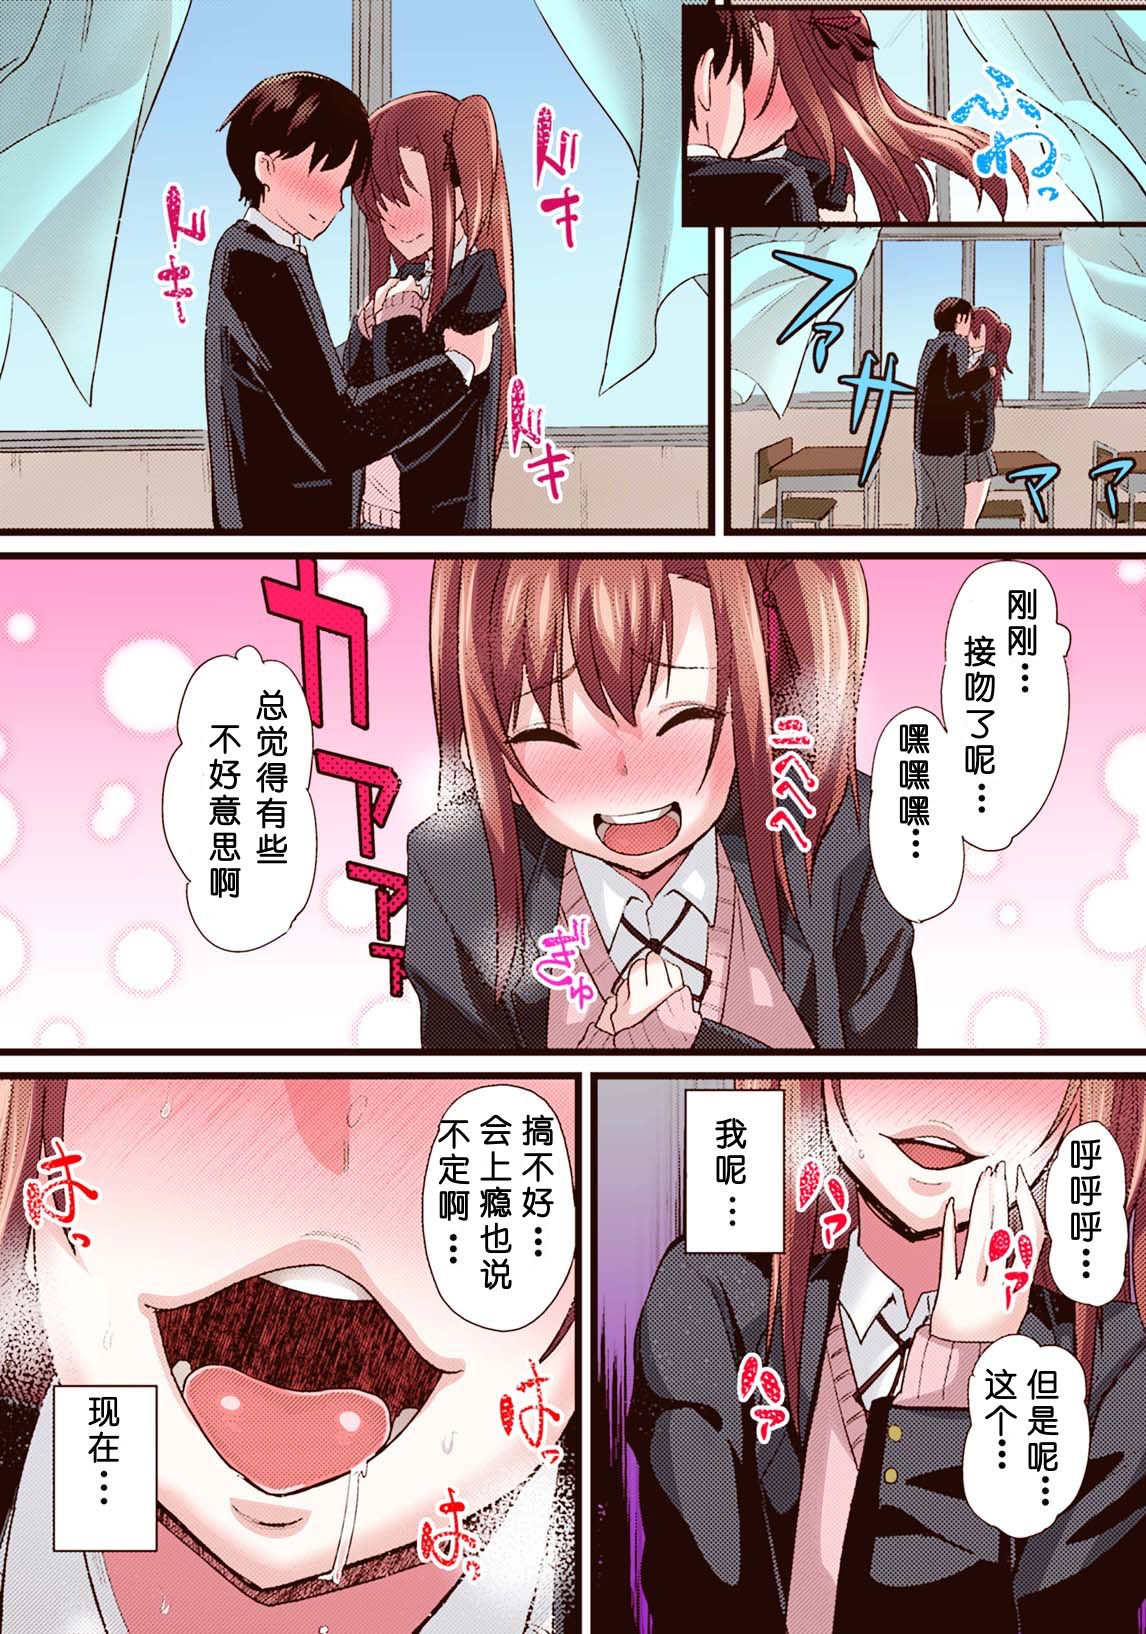 ふわっ
ファ
サ
ァァ
ドキ
ドキ
ドキ
刚刚…
接吻了呢…
嘿嘿嘿…
へへへ
カァァァ
总觉得有些
不好意思啊
ぎゅ
呼呼呼…
但是呢…
这个…
我呢…
ハァ
ハァ
ハァ
搞不好…
会上瘾也说
不定啊…
现在…
はっ
はっ
はぁっ